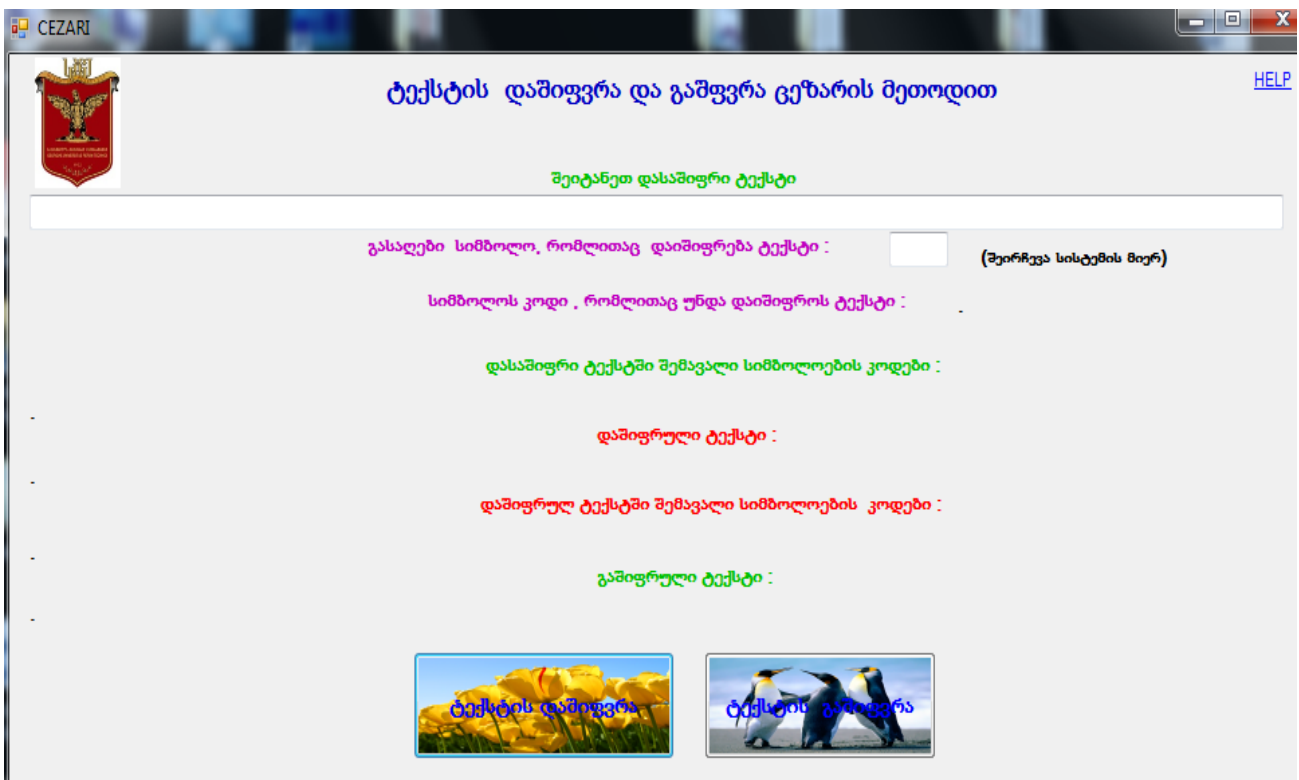 CEZARI
ტექსტის დაშიფვრა და გაშფვრა ცეზარის მეთოდით
HELP
შეიტანეთ დასაშიფრი ტექსტი
გასაღები სიმბოლო, რომლითაც დაიშიფრება ტექსტი :
(შეირჩევა სისტემის მიერ)
სიმბოლოს კოდი , რომლითაც უნდა დაიშიფროს ტექსტი :
-
დასაშიფრი ტექსტში შემავალი სიმბოლოების კოდები :
-
დაშიფრული ტექსტი :
-
დაშიფრულ ტექსტში შემავალი სიმბოლოების კოდები :
-
გაშიფრული ტექსტი :
-
ტექსტის დაშიფვრა
ტექსტის გაშიფვრა